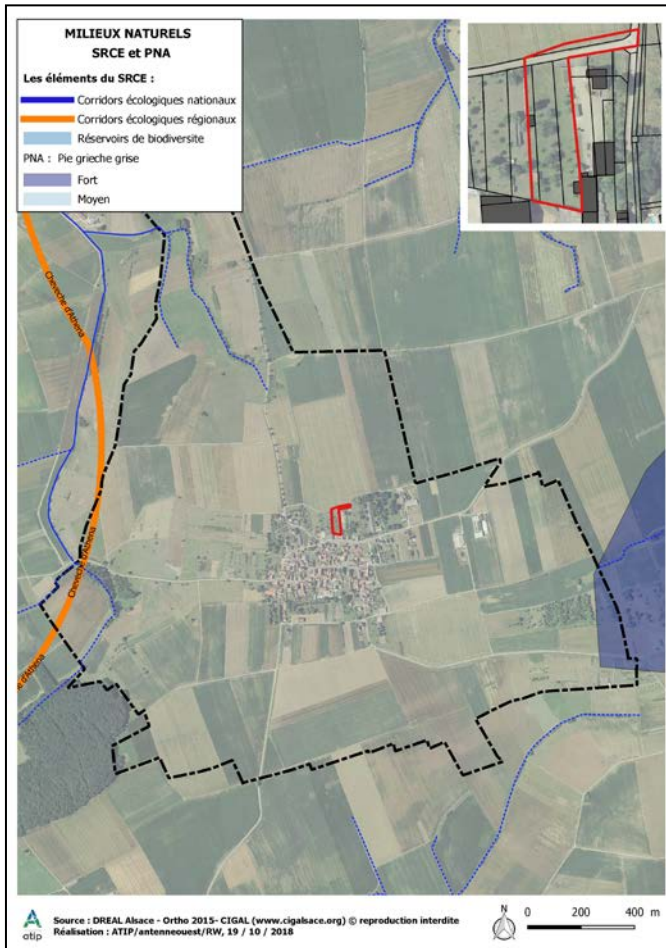 MILIEUX NATURELS
SRCE et PNA
Les éléments du SRCE :
Corridors écologiques nationaux
Corridors écologiques régionaux
Réservoirs de biodiversite
PNA : Pie grieche grise
Fort
Moyen
Cheveche d'Athena
Cheveche d'Athena
e d'Athena
atip
Source : DREAL Alsace - Ortho 2015- CIGAL (www.cigalsace.org) © reproduction interdite
Réalisation : ATIP/antenneouest/RW, 19 / 10 / 2018
N
0 200 400 m